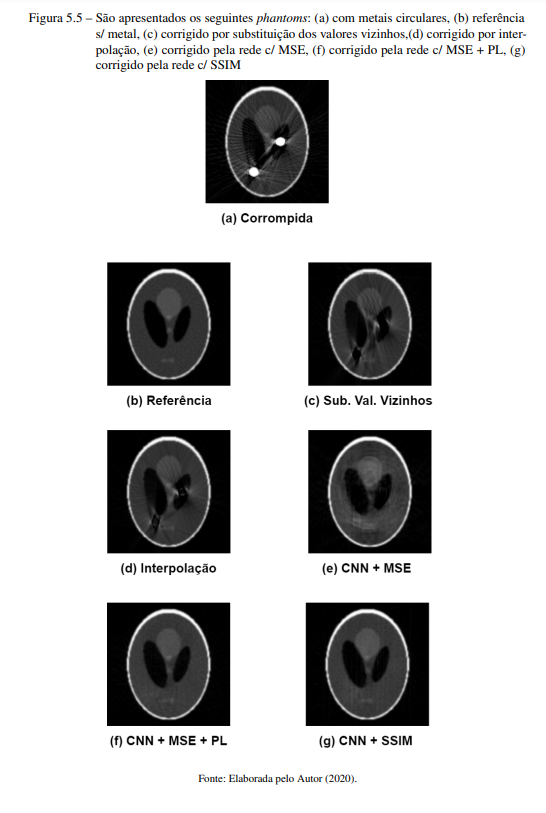 Figura 5.5 – São apresentados os seguintes phantoms: (a) com metais circulares, (b) referência
s/ metal, (c) corrigido por substituição dos valores vizinhos,(d) corrigido por inter-
polação, (e) corrigido pela rede c/ MSE, (f) corrigido pela rede c/ MSE + PL, (g)
corrigido pela rede c/ SSIM
(a) Corrompida
(b) Referência
(c) Sub. Val. Vizinhos
(d) Interpolação
(e) CNN + MSE
(f) CNN + MSE + PL
(g) CNN + SSIM
Fonte: Elaborada pelo Autor (2020).